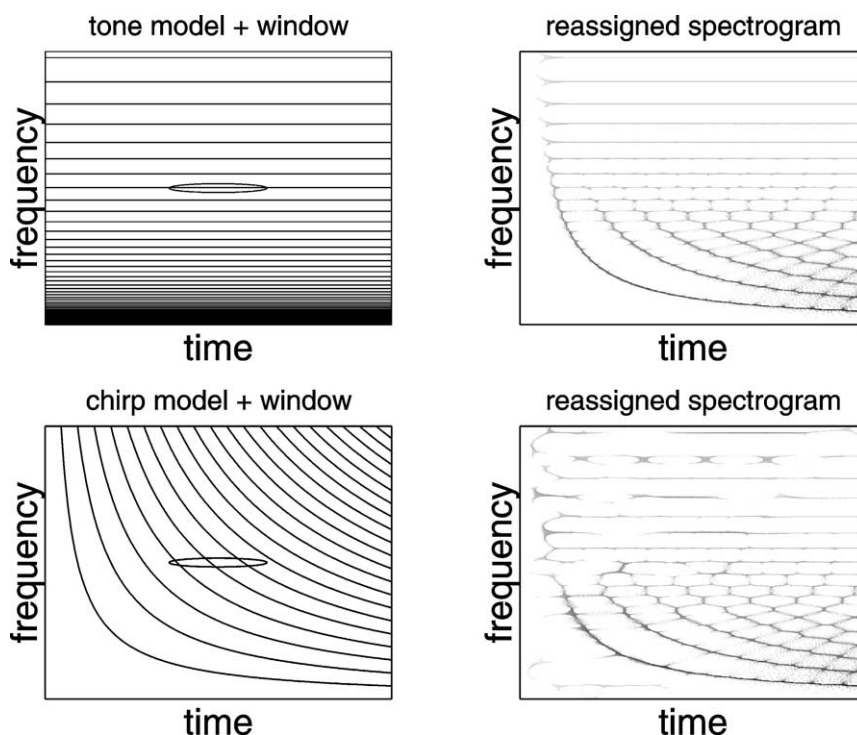 tone model + window
reassigned spectrogram
frequency
frequency
time
time
chirp model + window
reassigned spectrogram
frequency
frequency
time
time